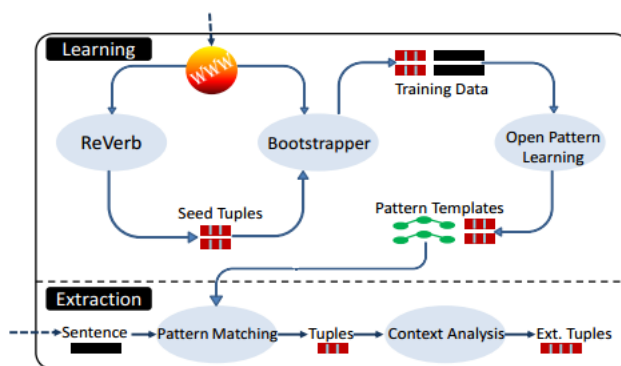 Learning
WWW
Training Data
ReVerb
Bootstrapper
Open Pattern
Learning
Seed Tuples
Pattern Templates
Extraction
Sentence
Pattern Matching
Tuples
Context Analysis
Ext. Tuples